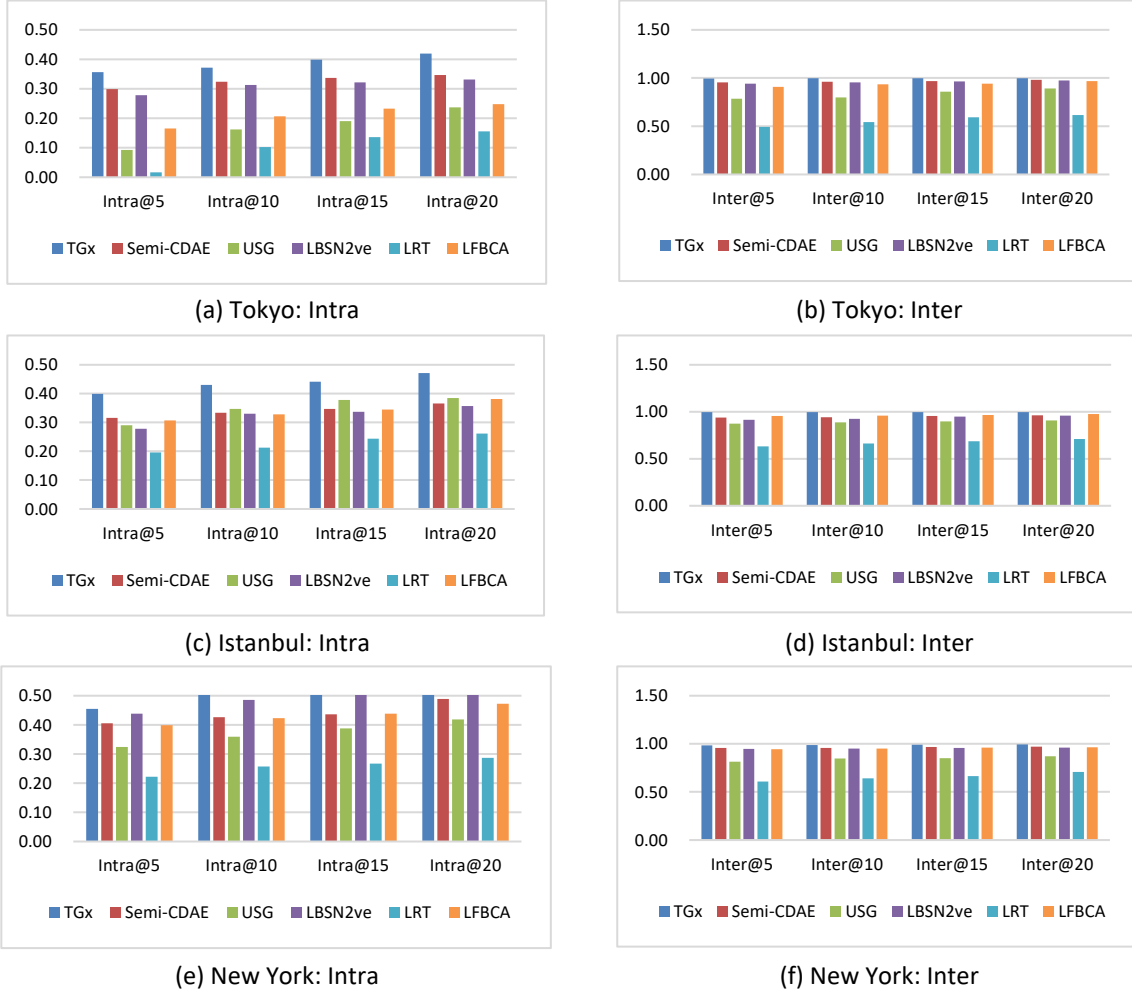 0.50
0.40
0.30
0.20
0.10
0.00
Intra@5 Intra@10 Intra@15 Intra@20
TGx Semi-CDAE USG LBSN2ve LRT LFBCA
(a) Tokyo: Intra
1.50
1.00
0.50
0.00
Inter@5 Inter@10 Inter@15 Inter@20
TGx Semi-CDAE USG LBSN2ve LRT LFBCA
(b) Tokyo: Inter
0.50
0.40
0.30
0.20
0.10
0.00
Intra@5 Intra@10 Intra@15 Intra@20
TGx Semi-CDAE USG LBSN2ve LRT LFBCA
(c) Istanbul: Intra
1.50
1.00
0.50
0.00
Inter@5 Inter@10 Inter@15 Inter@20
TGx Semi-CDAE USG LBSN2ve LRT LFBCA
(d) Istanbul: Inter
0.50
0.40
0.30
0.20
0.10
0.00
Intra@5 Intra@10 Intra@15 Intra@20
TGx Semi-CDAE USG LBSN2ve LRT LFBCA
(e) New York: Intra
1.50
1.00
0.50
0.00
Inter@5 Inter@10 Inter@15 Inter@20
TGx Semi-CDAE USG LBSN2ve LRT LFBCA
(f) New York: Inter